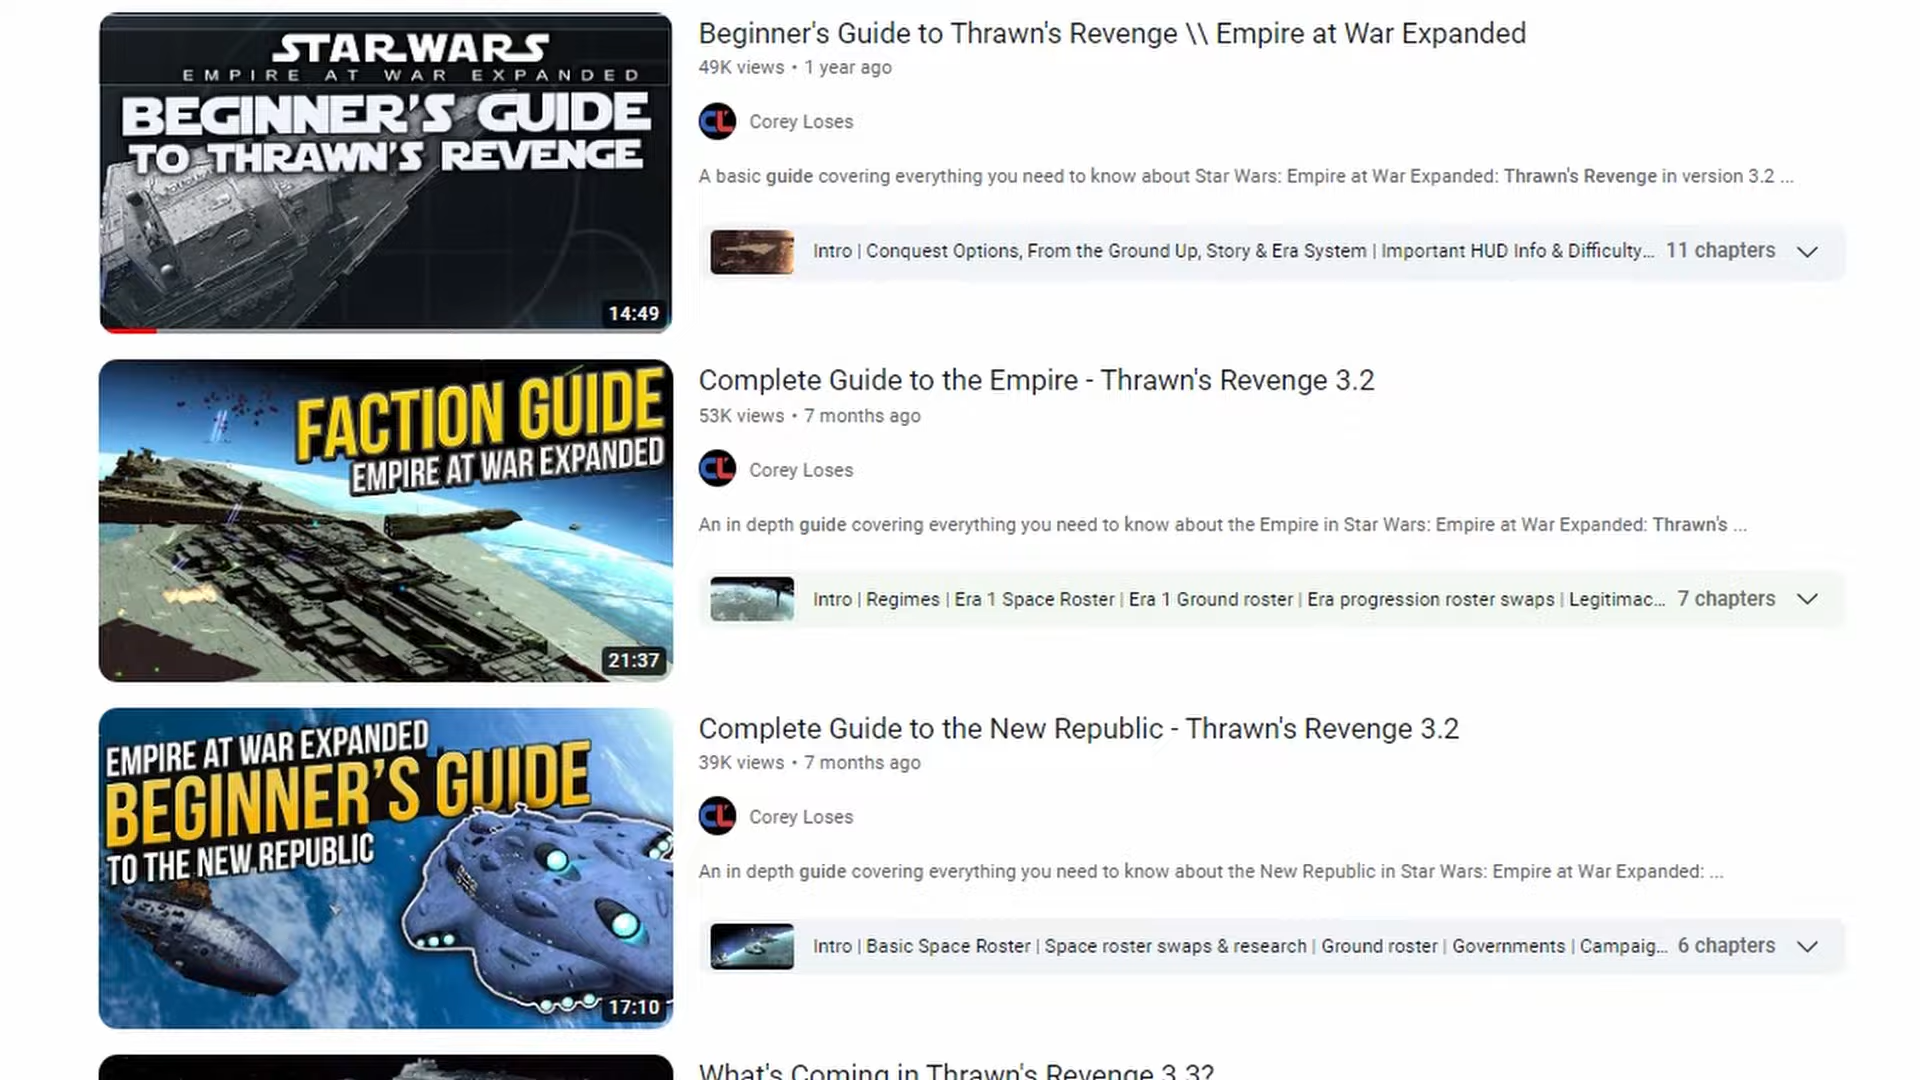 STAR WARS
EMPIRE AT WAR EXPANDED
BEGINNER'S GUIDE
TO THRAWN'S REVENGE
14:49
Beginner's Guide to Thrawn's Revenge \\ Empire at War Expanded
49K views • 1 year ago
CL Corey Loses
A basic guide covering everything you need to know about Star Wars: Empire at War Expanded: Thrawn's Revenge in version 3.2 ...
Intro | Conquest Options, From the Ground Up, Story & Era System | Important HUD Info & Difficulty... 11 chapters
FACTION GUIDE
EMPIRE AT WAR EXPANDED
21:37
Complete Guide to the Empire - Thrawn's Revenge 3.2
53K views • 7 months ago
CL Corey Loses
An in depth guide covering everything you need to know about the Empire in Star Wars: Empire at War Expanded: Thrawn's ...
Intro | Regimes | Era 1 Space Roster | Era 1 Ground roster | Era progression roster swaps | Legitimac... 7 chapters
EMPIRE AT WAR EXPANDED
BEGINNER'S GUIDE
TO THE NEW REPUBLIC
17:10
Complete Guide to the New Republic - Thrawn's Revenge 3.2
39K views • 7 months ago
CL Corey Loses
An in depth guide covering everything you need to know about the New Republic in Star Wars: Empire at War Expanded: ...
Intro | Basic Space Roster | Space roster swaps & research | Ground roster | Governments | Campaig... 6 chapters
What's Coming in Thrawn's Revenge 3.3?